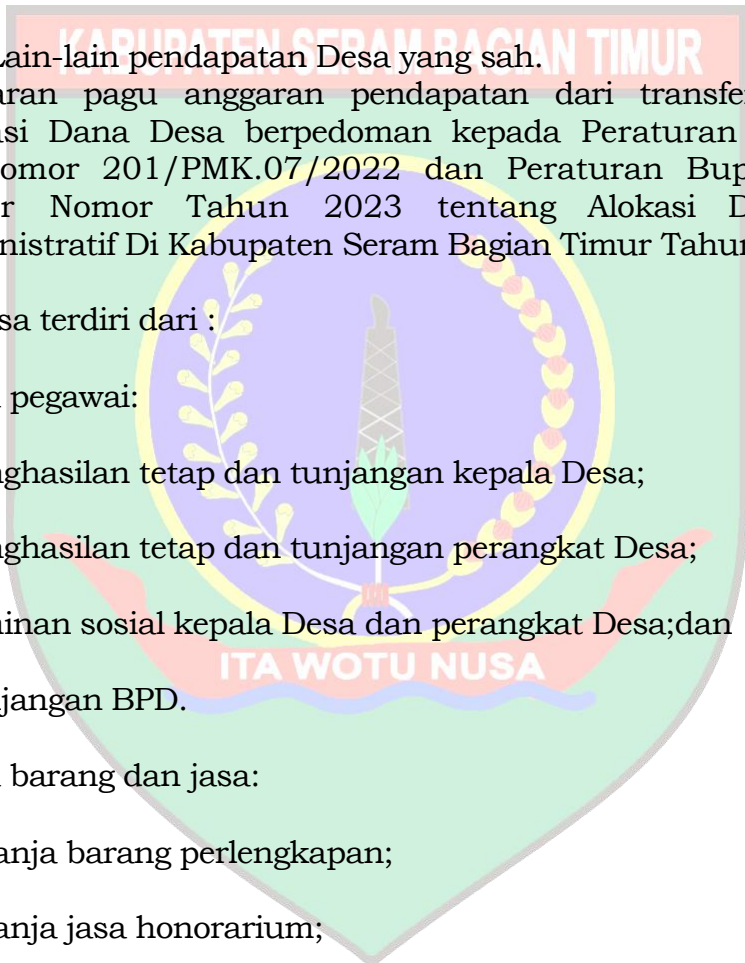 KABUPATEN SERAM BAGIAN TIMUR
Lain-lain pendapatan Desa yang sah.
aran pagu anggaran pendapatan dari transfe
asi Dana Desa berpedoman kepada Peraturan
omor 201/PMK.07/2022 dan Peraturan Bup
r Nomor Tahun 2023 tentang Alokasi D
nistratif Di Kabupaten Seram Bagian Timur Tahu
sa terdiri dari :
pegawai:
nghasilan tetap dan tunjangan kepala Desa;
nghasilan tetap dan tunjangan perangkat Desa;
inan sosial kepala Desa dan perangkat Desa;dan
ITA WOTU NUSA
jangan BPD.
barang dan jasa:
anja barang perlengkapan;
anja jasa honorarium;